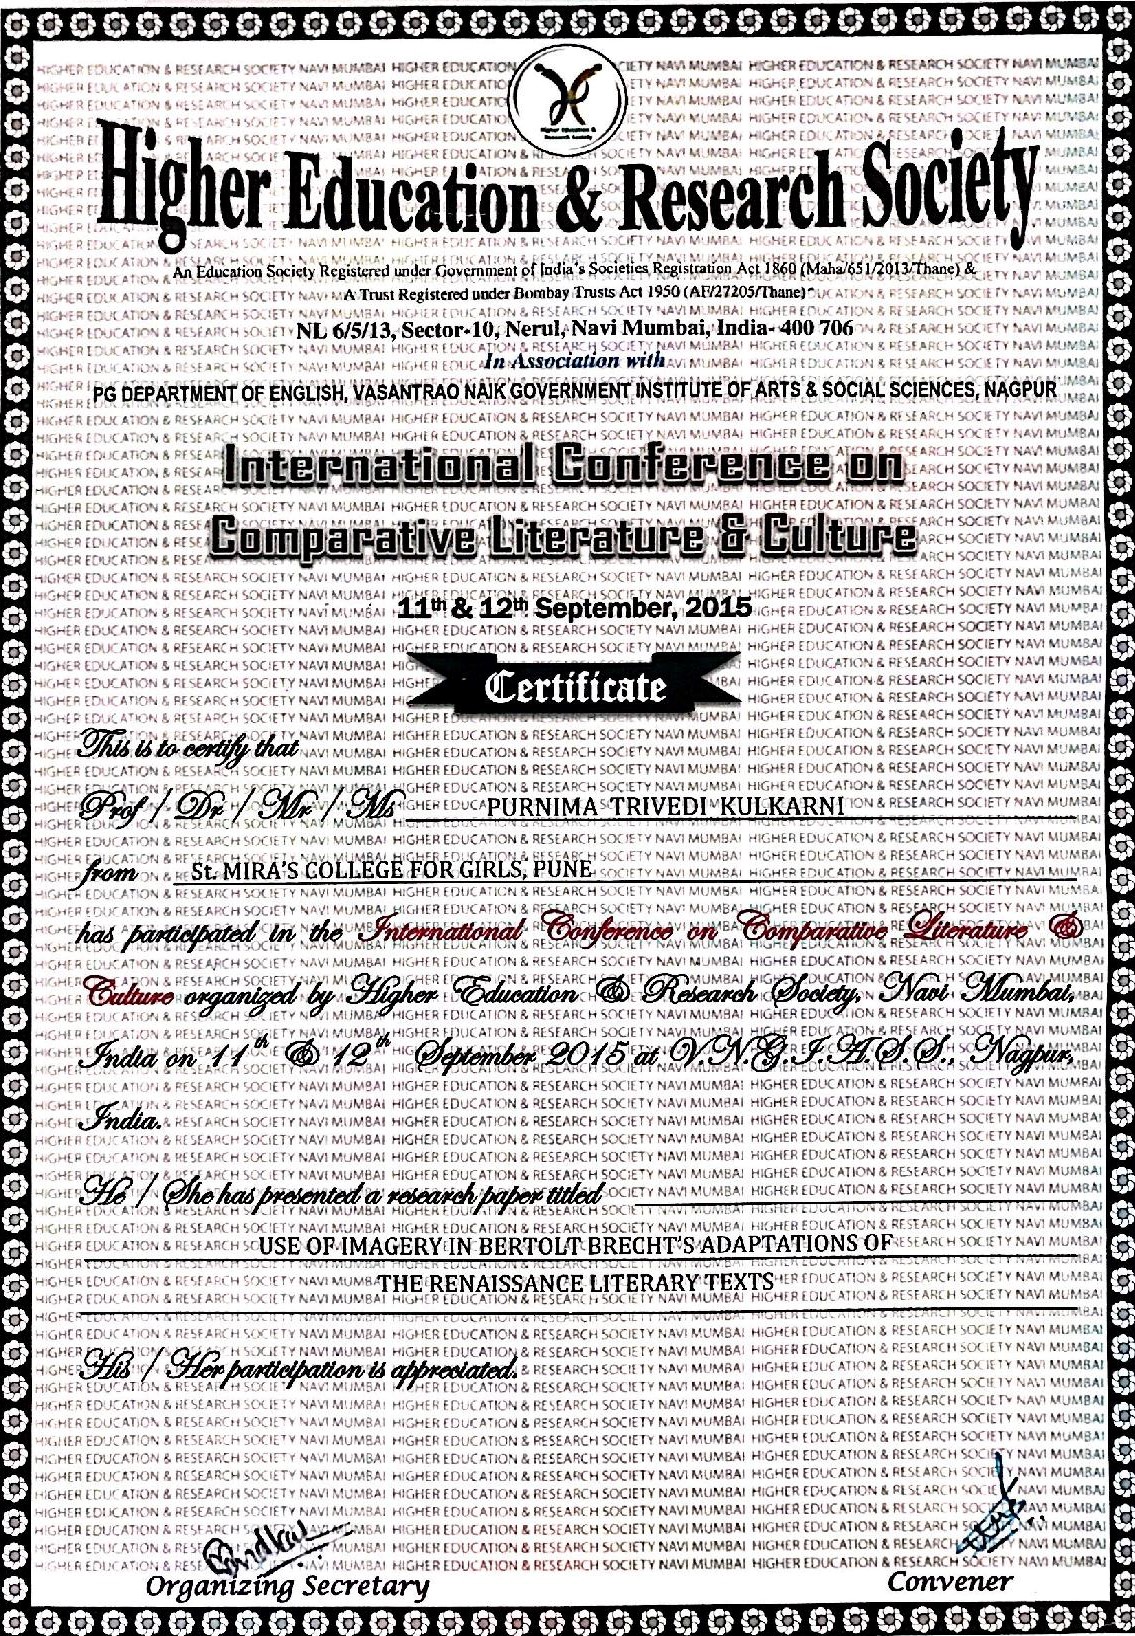 Higher Education &
Research Society
Higher Education & Research Society
An Education Society Registered under Government of India's Societies Registration Act 1860 (Maha/651/2013/Thane) &
A Trust Registered under Bombay Trusts Act 1950 (AF/27205/Thane)
NL 6/5/13, Sector-10, Nerul, Navi Mumbai, India- 400 706
In Association with
PG DEPARTMENT OF ENGLISH, VASANTRAO NAIK GOVERNMENT INSTITUTE OF ARTS & SOCIAL SCIENCES, NAGPUR
International Conference on
Comparative Literature & Culture
11th & 12th September, 2015
Certificate
This is to certify that
Prof / Dr / Mr / Ms PURNIMA TRIVEDI KULKARNI
from St. MIRA'S COLLEGE FOR GIRLS, PUNE
has participated in the International Conference on Comparative Literature &
Culture organized by Higher Education & Research Society, Navi Mumbai,
India on 11th & 12th September 2015 at V.N.G.I.A.S.S., Nagpur,
India.
He / She has presented a research paper titled
USE OF IMAGERY IN BERTOLT BRECHT'S ADAPTATIONS OF
THE RENAISSANCE LITERARY TEXTS
His / Her participation is appreciated.
Organizing Secretary
Convener